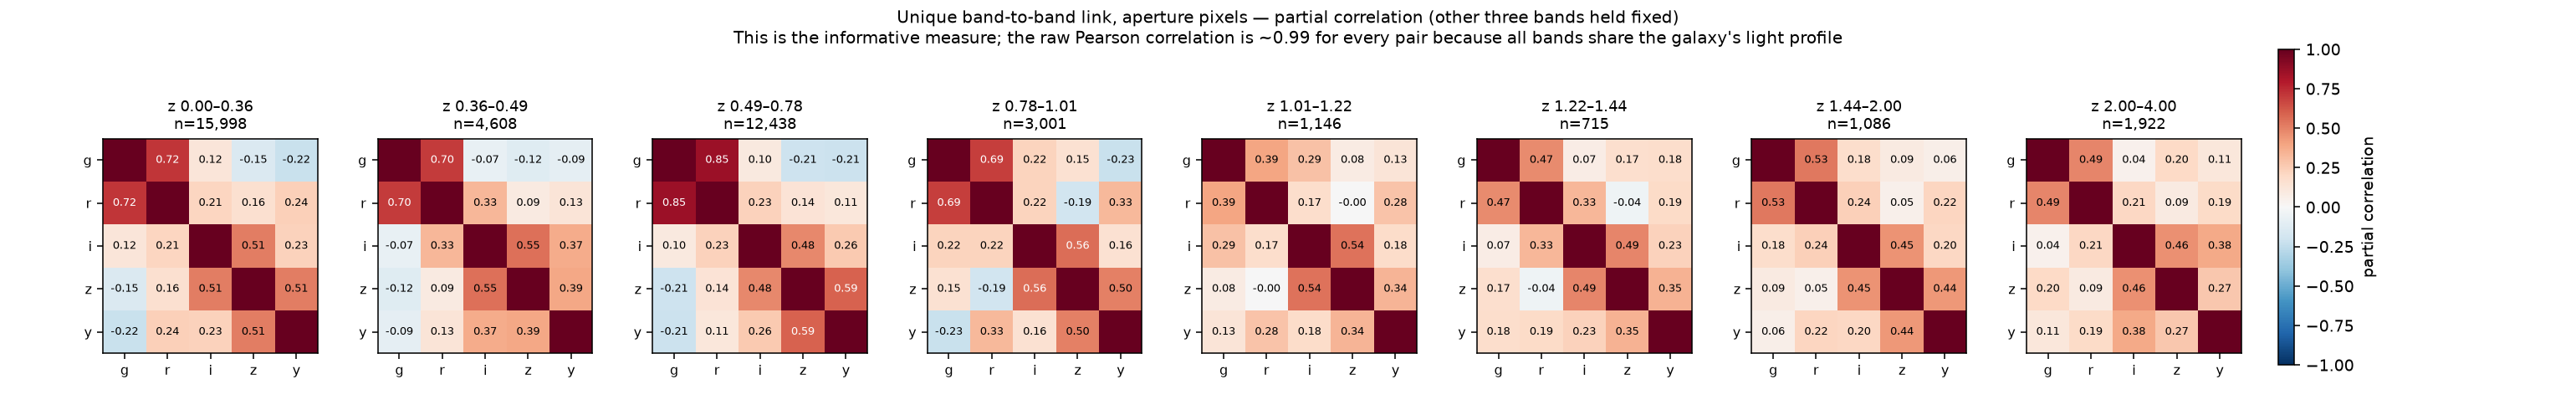 Unique band-to-band link, aperture pixels — partial correlation (other three bands held fixed)
This is the informative measure; the raw Pearson correlation is ~0.99 for every pair because all bands share the galaxy's light profile
z 0.00–0.36
n=15,998
g 0.72 0.12 -0.15 -0.22
r 0.72 0.21 0.16 0.24
i 0.12 0.21 0.51 0.23
z -0.15 0.16 0.51 0.51
y -0.22 0.24 0.23 0.51
g r i z y
z 0.36–0.49
n=4,608
g 0.70 -0.07 -0.12 -0.09
r 0.70 0.33 0.09 0.13
i -0.07 0.33 0.55 0.37
z -0.12 0.09 0.55 0.39
y -0.09 0.13 0.37 0.39
g r i z y
z 0.49–0.78
n=12,438
g 0.85 0.10 -0.21 -0.21
r 0.85 0.23 0.14 0.11
i 0.10 0.23 0.48 0.26
z -0.21 0.14 0.48 0.59
y -0.21 0.11 0.26 0.59
g r i z y
z 0.78–1.01
n=3,001
g 0.69 0.22 0.15 -0.23
r 0.69 0.22 -0.19 0.33
i 0.22 0.22 0.56 0.16
z 0.15 -0.19 0.56 0.50
y -0.23 0.33 0.16 0.50
g r i z y
z 1.01–1.22
n=1,146
g 0.39 0.29 0.08 0.13
r 0.39 0.17 -0.00 0.28
i 0.29 0.17 0.54 0.18
z 0.08 -0.00 0.54 0.34
y 0.13 0.28 0.18 0.34
g r i z y
z 1.22–1.44
n=715
g 0.47 0.07 0.17 0.18
r 0.47 0.33 -0.04 0.19
i 0.07 0.33 0.49 0.23
z 0.17 -0.04 0.49 0.35
y 0.18 0.19 0.23 0.35
g r i z y
z 1.44–2.00
n=1,086
g 0.53 0.18 0.09 0.06
r 0.53 0.24 0.05 0.22
i 0.18 0.24 0.45 0.20
z 0.09 0.05 0.45 0.44
y 0.06 0.22 0.20 0.44
g r i z y
z 2.00–4.00
n=1,922
g 0.49 0.04 0.20 0.11
r 0.49 0.21 0.09 0.19
i 0.04 0.21 0.46 0.38
z 0.20 0.09 0.46 0.27
y 0.11 0.19 0.38 0.27
g r i z y
1.00
0.75
0.50
0.25
0.00
−0.25
−0.50
−0.75
−1.00
partial correlation